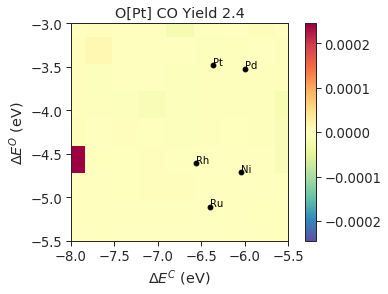 O[Pt] CO Yield 2.4
−3.0
−3.5
−4.0
−4.5
−5.0
−5.5
ΔE^O (eV)
Pt
Pd
Rh
Ni
Ru
−8.0 −7.5 −7.0 −6.5 −6.0 −5.5
ΔE^C (eV)
0.0002
0.0001
0.0000
−0.0001
−0.0002